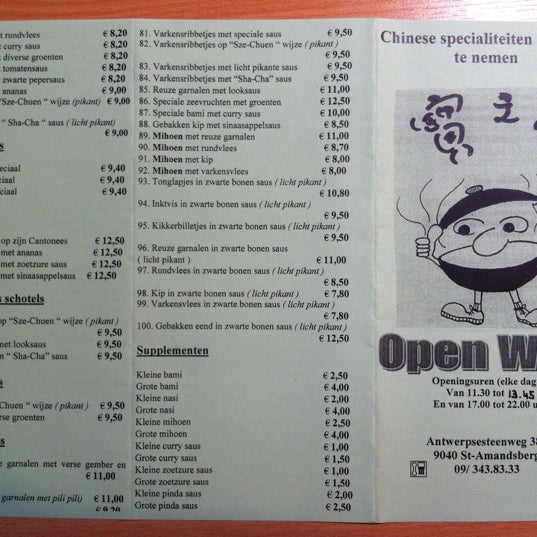 t rundvlees € 8,20
t curry saus € 8,20
t diverse groenten € 8,20
t tomatensaus € 8,20
t zwarte pepersaus € 8,20
t ananas € 9,00
"Sze-Chuen " wijze (pikant) € 9,00
" Sha-Cha " saus ( licht pikant )
€ 9,00
s
eciaal € 9,40
ciaal € 9,40
eciaal € 9,40
op zijn Cantonees € 12,50
met ananas € 12,50
met zoetzure saus € 12,50
met sinaasappelsaus € 12,50
s schotels
op "Sze-Chuen " wijze ( pikant )
€ 9,50
met looksaus € 9,50
n " Sha-Cha" saus € 9,50
s
Chuen " wijze ( pikant ) € 9,50
erse groenten € 9,50
s
e garnalen met verse gember en
€ 11,00
garnalen met pili pili) € 11,00
€ 9,20
81. Varkensribbetjes met speciale saus € 9,50
82. Varkensribbetjes op "Sze-Chuen " wijze ( pikant )
€ 9,50
83. Varkensribbetjes met licht pikante saus € 9,50
84. Varkensribbetjes met "Sha-Cha" saus € 9,50
85. Reuze garnalen met looksaus € 11,00
86. Speciale zeevruchten met groenten € 12,50
87. Speciale bami met curry saus € 10,00
88. Gebakken kip met sinaasappelsaus € 8,50
89. Mihoen met reuze garnalen € 11,00
90. Mihoen met rundvlees € 8,70
91. Mihoen met kip € 8,00
92. Mihoen met varkensvlees € 8,00
93. Tonglapjes in zwarte bonen saus ( licht pikant )
€ 10,80
94. Inktvis in zwarte bonen saus ( licht pikant )
€ 9,50
95. Kikkerbilletjes in zwarte bonen saus ( licht pikant )
€ 9,50
96. Reuze garnalen in zwarte bonen saus
( licht pikant ) € 11,00
97. Rundvlees in zwarte bonen saus ( licht pikant )
€ 8,50
98. Kip in zwarte bonen saus ( licht pikant ) € 7,80
99. Varkensvlees in zwarte bonen saus ( licht pikant )
€ 7,80
100. Gebakken eend in zwarte bonen saus ( licht pikant )
€ 12,50
Supplementen
Kleine bami € 2,50
Grote bami € 4,00
Kleine nasi € 2,00
Grote nasi € 4,00
Kleine mihoen € 2,50
Grote mihoen € 4,00
Kleine curry saus € 1,00
Grote curry saus € 1,50
Kleine zoetzure saus € 1,00
Grote zoetzure saus € 1,50
Kleine pinda saus € 2,00
Grote pinda saus € 2,50
Chinese specialiteiten
te nemen
Open W
Openingsuren (elke dag
Van 11.30 tot 13.45
En van 17.00 tot 22.00 u
Antwerpsesteenweg 38
9040 St-Amandsberg
09/ 343.83.33